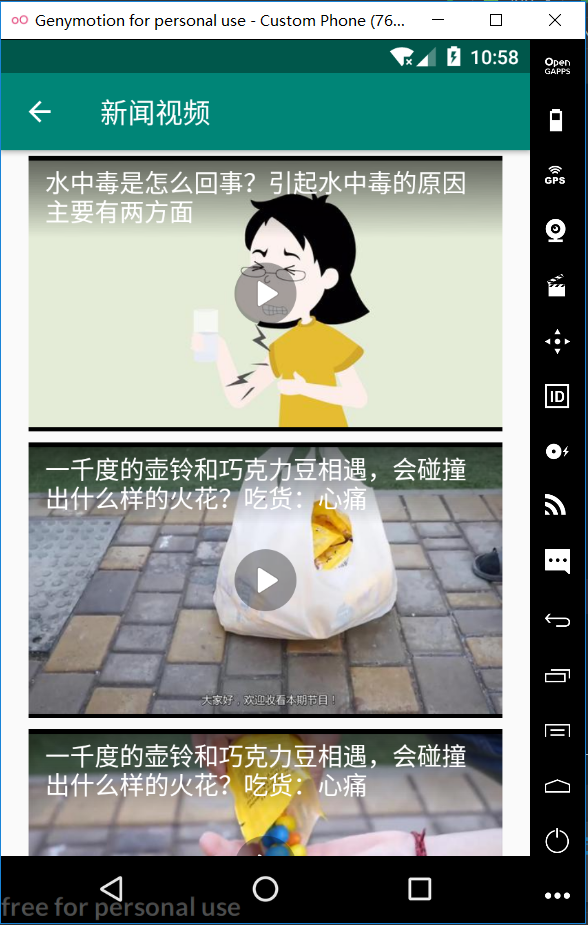 Genymotion for personal use - Custom Phone (76...
10:58
Open
GAPPS
新闻视频
GPS
水中毒是怎么回事？引起水中毒的原因
主要有两方面
ID
一千度的壶铃和巧克力豆相遇，会碰撞
出什么样的火花？吃货：心痛
大家好，欢迎收看本期节目！
一千度的壶铃和巧克力豆相遇，会碰撞
出什么样的火花？吃货：心痛
free for personal use